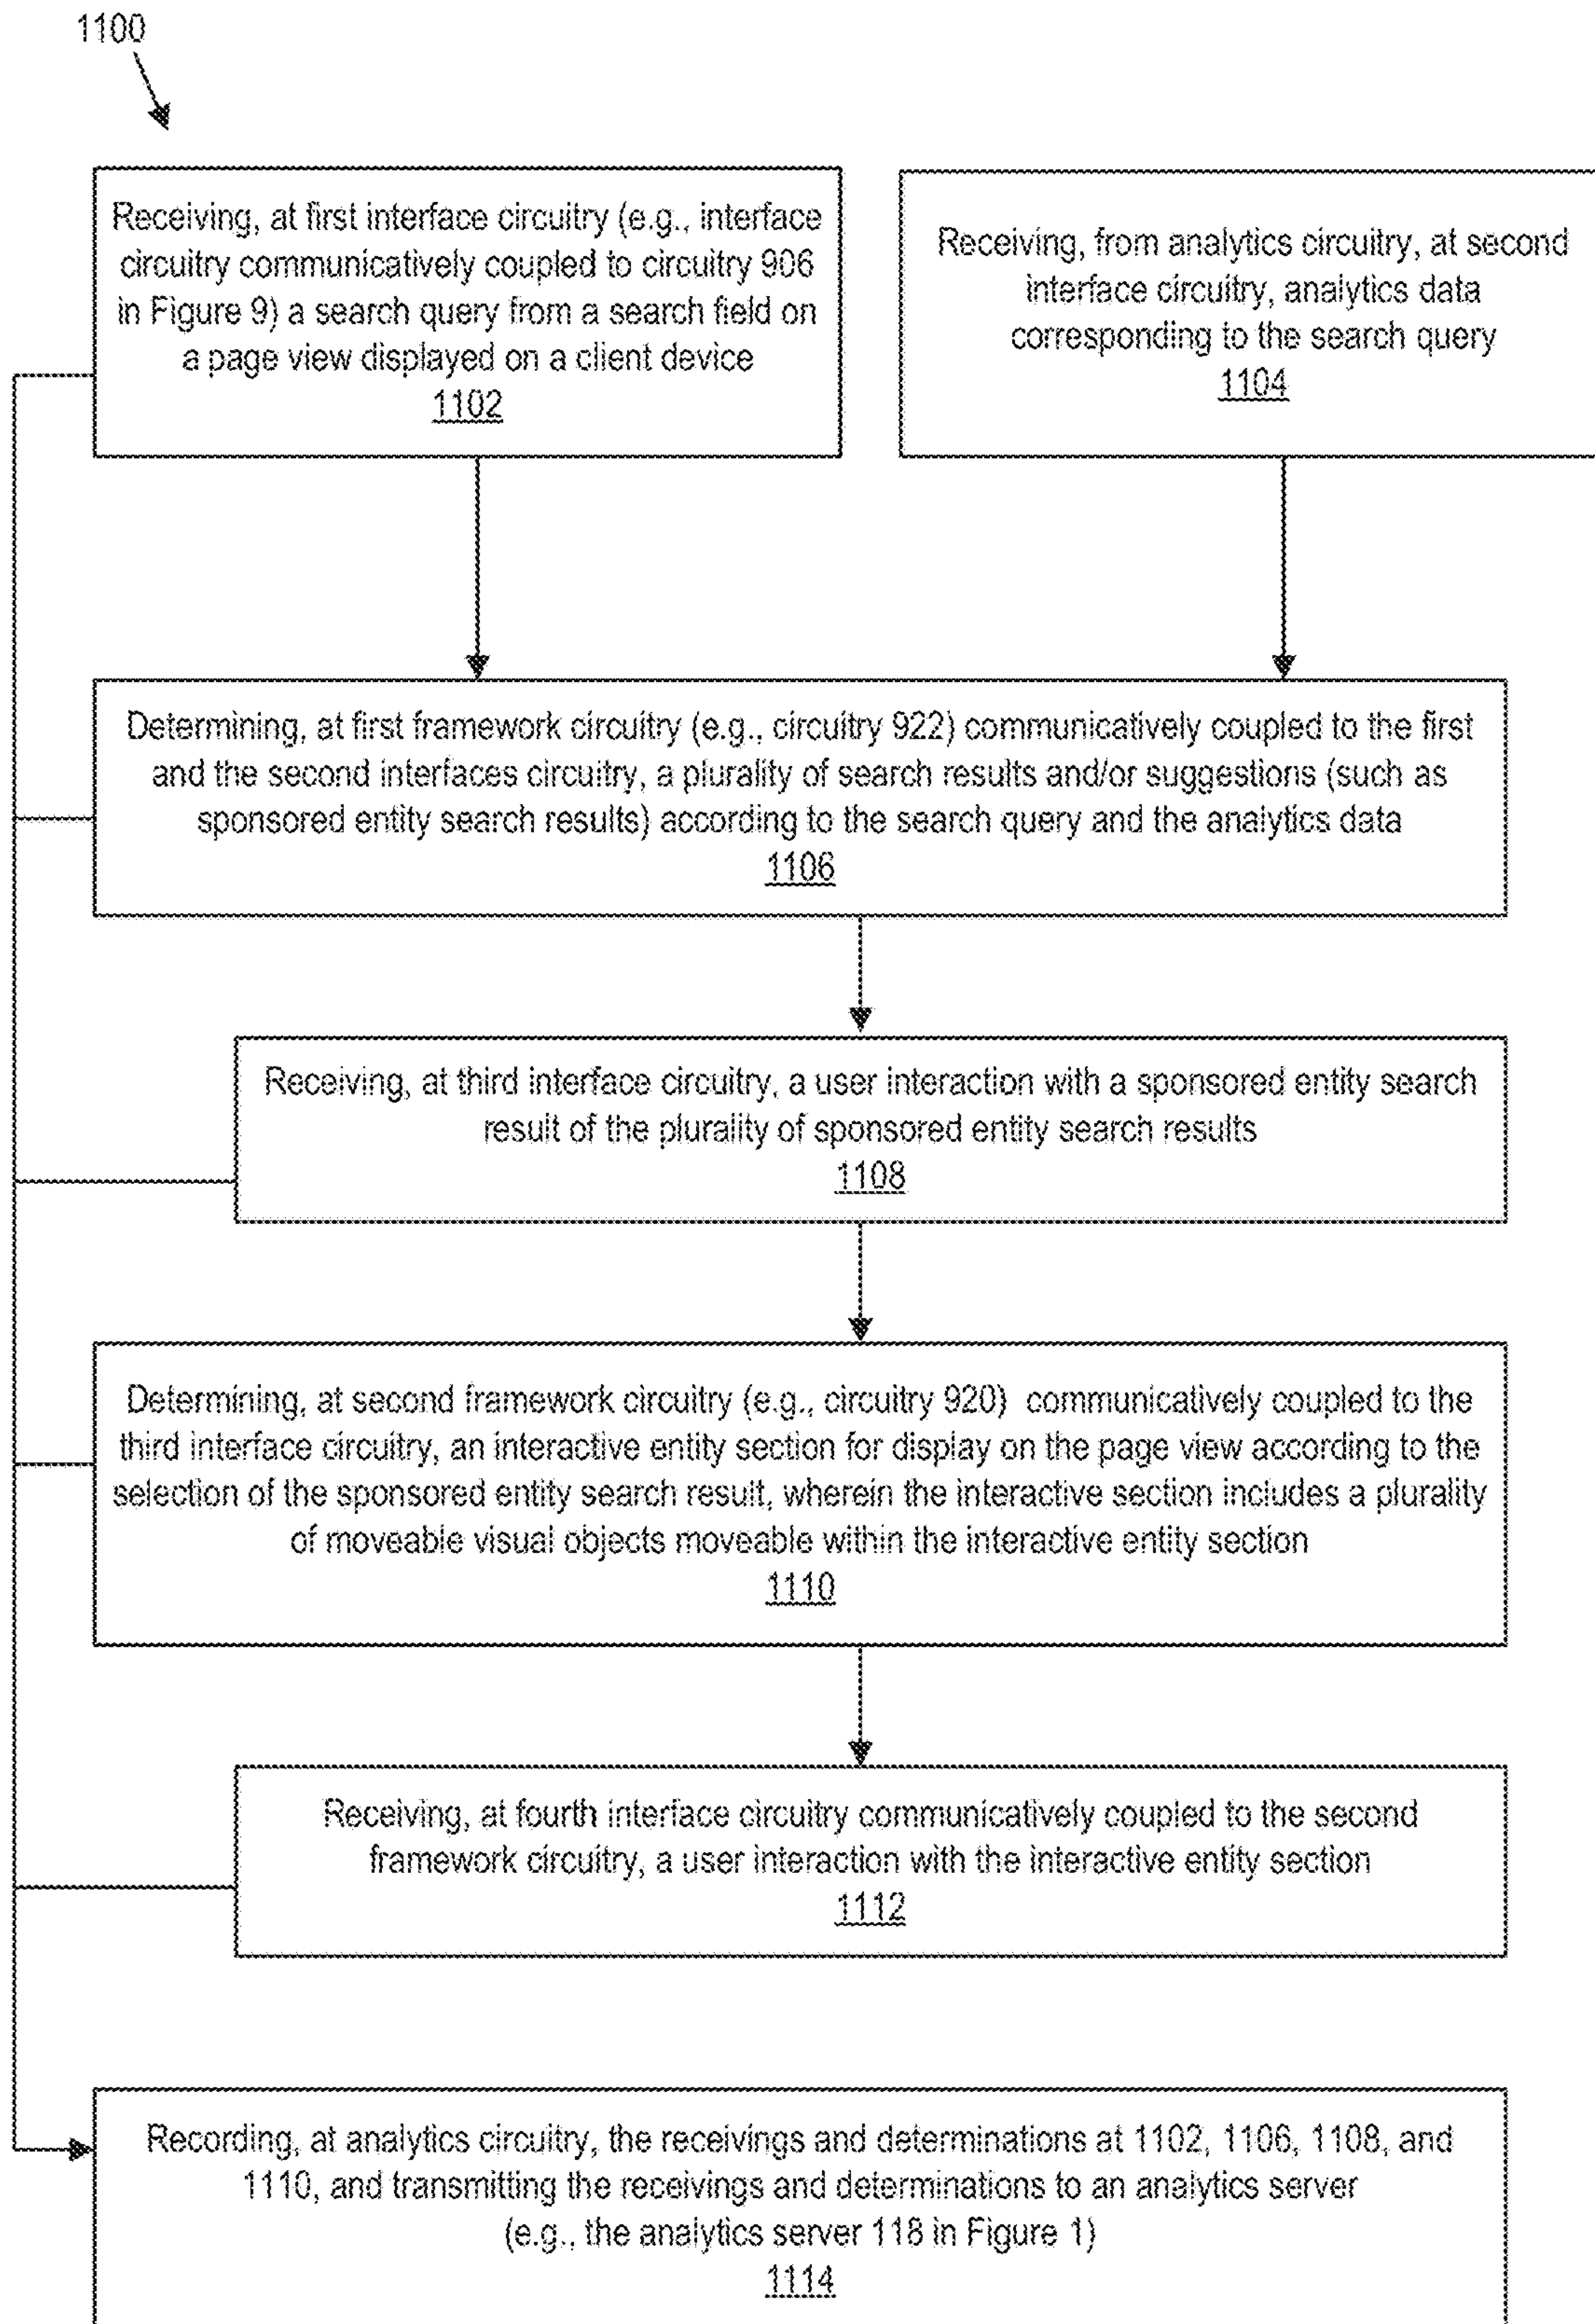 1100
Receiving, at first interface circuitry (e.g., interface
circuitry communicatively coupled to circuitry 906
in Figure 9) a search query from a search field on
a page view displayed on a client device
1102
Receiving, from analytics circuitry, at second
interface circuitry, analytics data
corresponding to the search query
1104
Determining, at first framework circuitry (e.g., circuitry 922) communicatively coupled to the first
and the second interfaces circuitry, a plurality of search results and/or suggestions (such as
sponsored entity search results) according to the search query and the analytics data
1106
Receiving, at third interface circuitry, a user interaction with a sponsored entity search
result of the plurality of sponsored entity search results
1108
Determining, at second framework circuitry (e.g., circuitry 920) communicatively coupled to the
third interface circuitry, an interactive entity section for display on the page view according to the
selection of the sponsored entity search result, wherein the interactive section includes a plurality
of moveable visual objects moveable within the interactive entity section
1110
Receiving, at fourth interface circuitry communicatively coupled to the second
framework circuitry, a user interaction with the interactive entity section
1112
Recording, at analytics circuitry, the receivings and determinations at 1102, 1106, 1108, and
1110, and transmitting the receivings and determinations to an analytics server
(e.g., the analytics server 118 in Figure 1)
1114